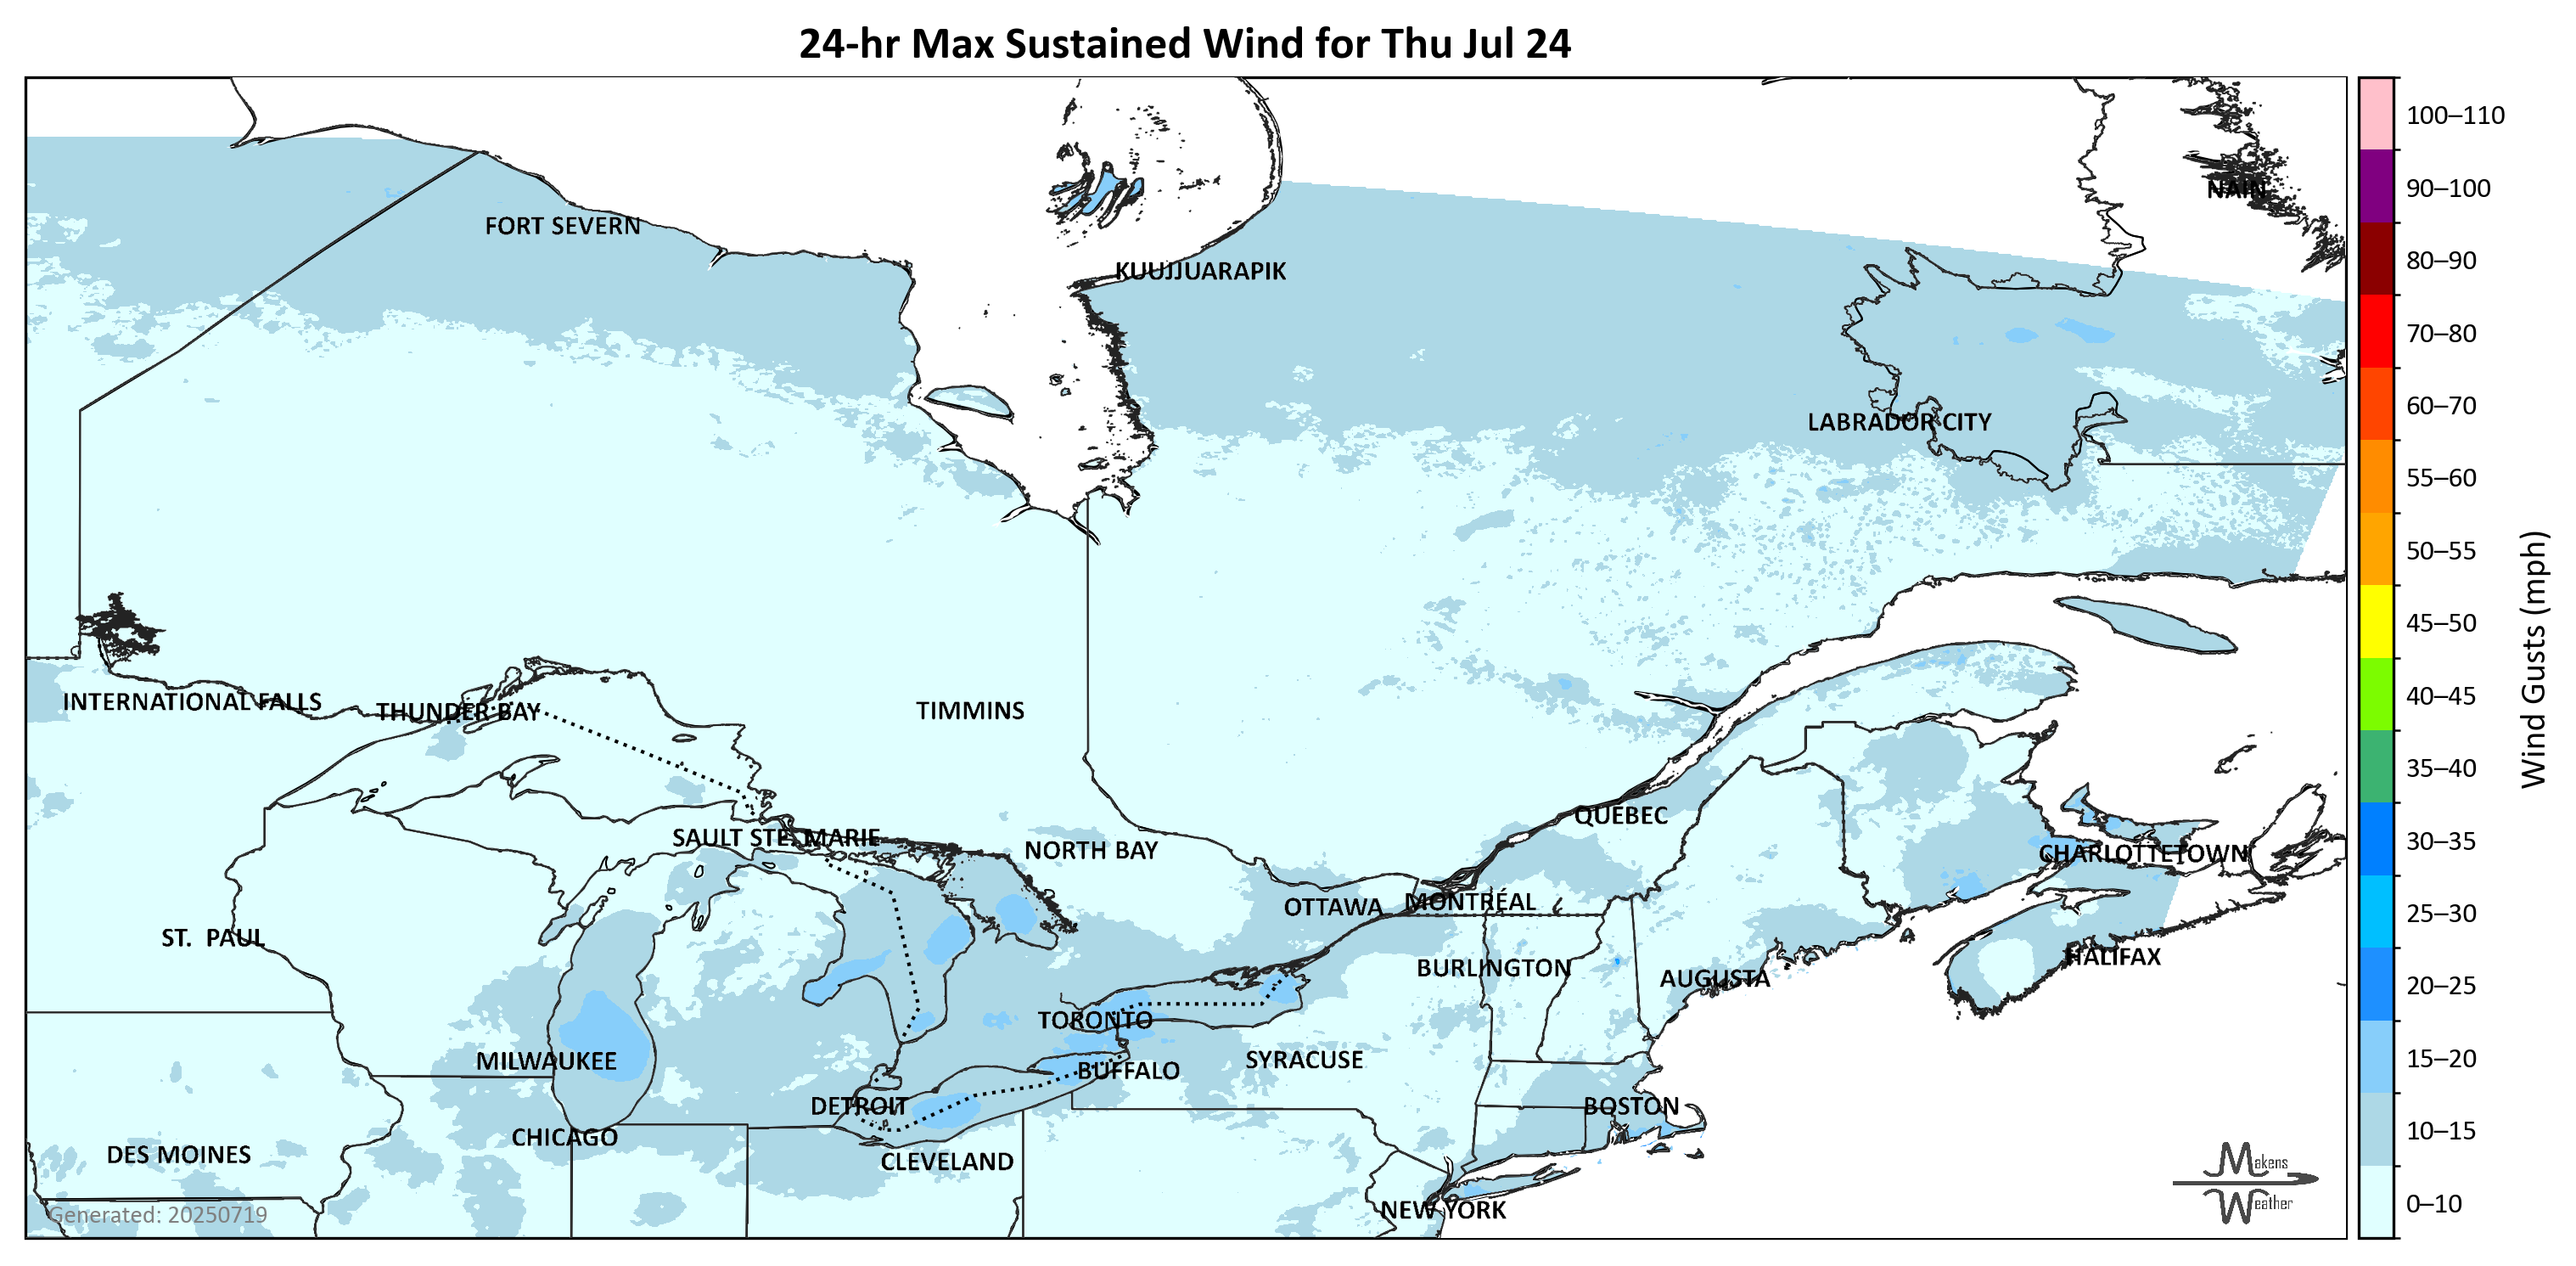 24-hr Max Sustained Wind for Thu Jul 24
100–110
90–100
NAIN
FORT SEVERN
80–90
KUUJJUARAPIK
70–80
60–70
LABRADOR CITY
55–60
50–55
45–50
Wind Gusts (mph)
40–45
INTERNATIONAL FALLS
THUNDER BAY
TIMMINS
35–40
QUÉBEC
SAULT STE. MARIE
30–35
NORTH BAY
CHARLOTTETOWN
OTTAWA
MONTRÉAL
25–30
ST. PAUL
HALIFAX
BURLINGTON
AUGUSTA
20–25
TORONTO
15–20
MILWAUKEE
SYRACUSE
BUFFALO
DETROIT
BOSTON
10–15
CHICAGO
DES MOINES
CLEVELAND
Makens
Weather
0–10
NEW YORK
Generated: 20250719